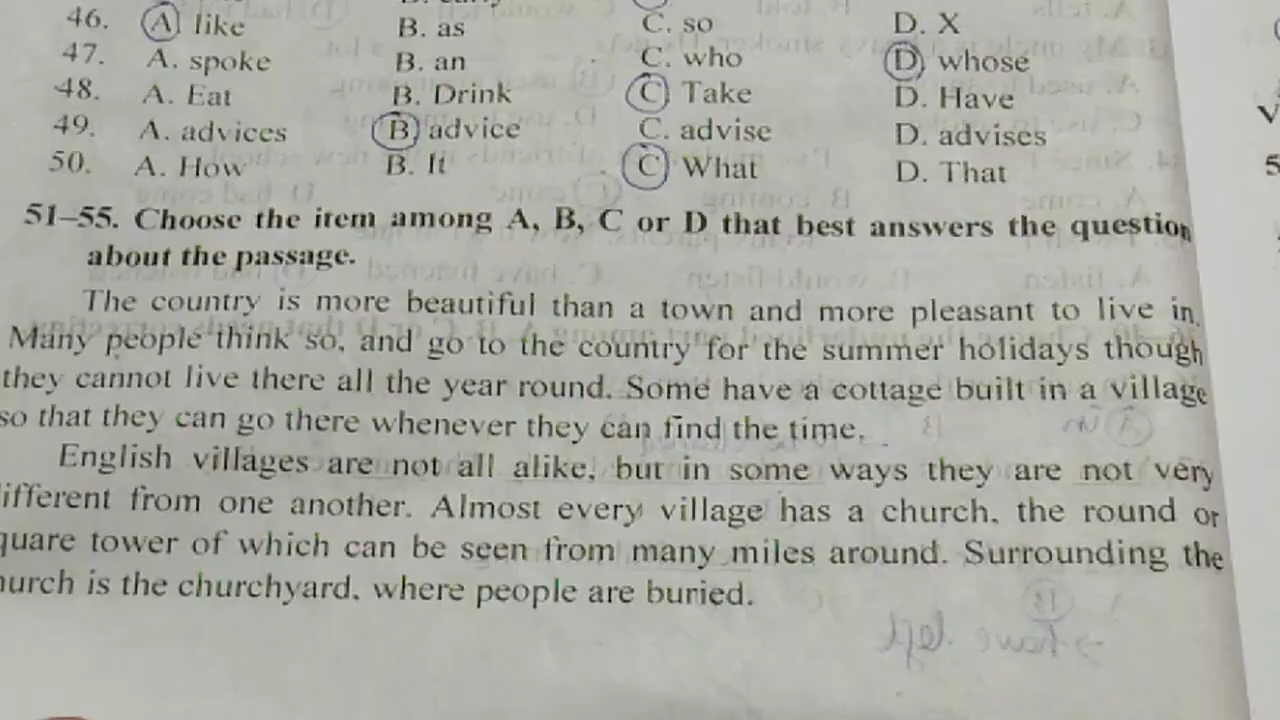 46. A. like B. as C. so D. X
47. A. spoke B. an C. who D. whose
48. A. Eat B. Drink C. Take D. Have
49. A. advices B. advice C. advise D. advises
50. A. How B. It C. What D. That
51–55. Choose the item among A, B, C or D that best answers the question
about the passage.
The country is more beautiful than a town and more pleasant to live in.
Many people think so, and go to the country for the summer holidays though
they cannot live there all the year round. Some have a cottage built in a village
so that they can go there whenever they can find the time.
English villages are not all alike, but in some ways they are not very
ifferent from one another. Almost every village has a church, the round or
quare tower of which can be seen from many miles around. Surrounding the
hurch is the churchyard, where people are buried.